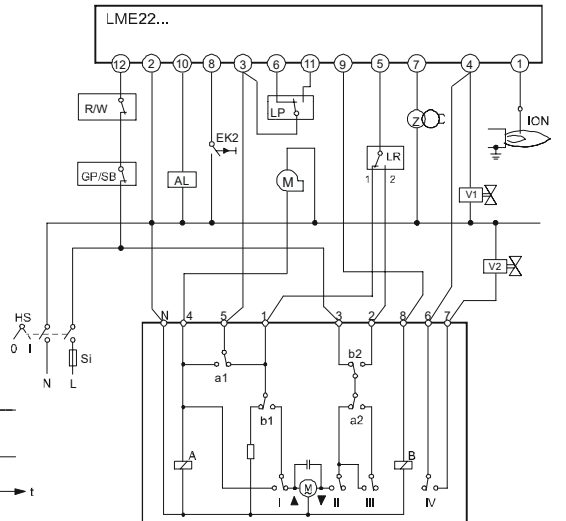 LME22...
12 2 10 8 3 6 11 9 5 7 4 1
R/W
LP
Z
ION
EK2
GP/SB
AL
M
LR
1 2
V1
V2
HS
0 I
Si
N L
N 4 5 1 3 2 8 6 7
a1
b2
b1
a2
A
B
M
I II III IV
t